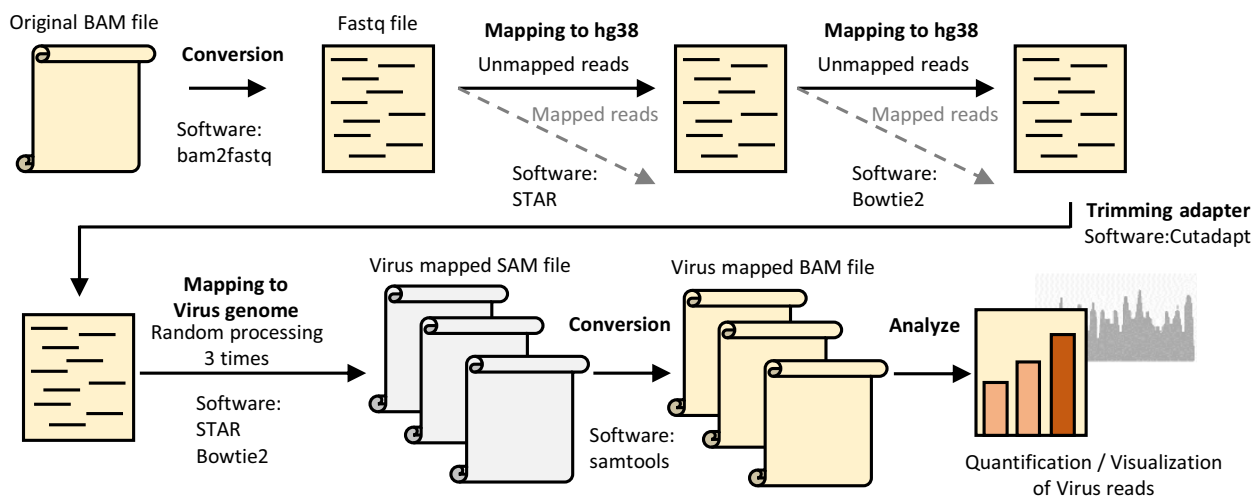 Original BAM file
Conversion
Software:
bam2fastq
Fastq file
Mapping to hg38
Unmapped reads
Mapped reads
Software:
STAR
Mapping to hg38
Unmapped reads
Mapped reads
Software:
Bowtie2
Trimming adapter
Software:Cutadapt
Mapping to
Virus genome
Random processing
3 times
Software:
STAR
Bowtie2
Virus mapped SAM file
Conversion
Software:
samtools
Virus mapped BAM file
Analyze
Quantification / Visualization
of Virus reads